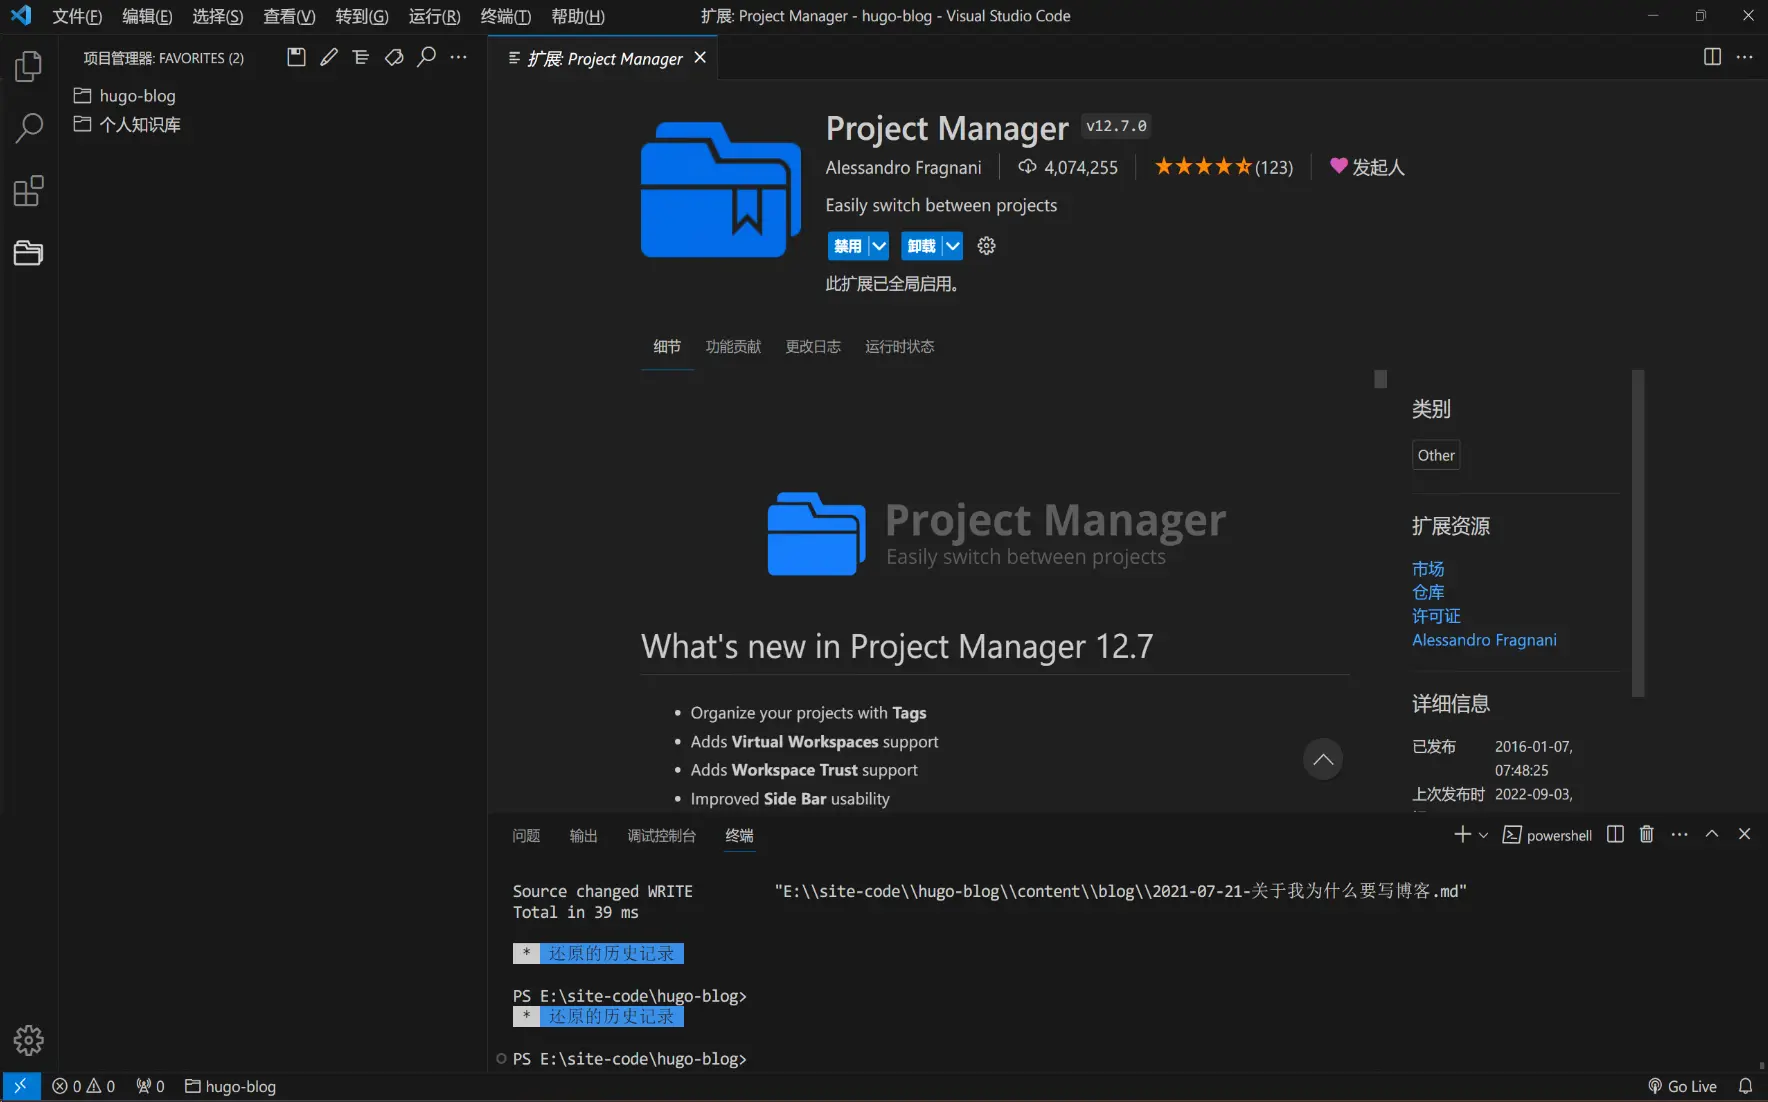 文件(F) 编辑(E) 选择(S) 查看(V) 转到(G) 运行(R) 终端(T) 帮助(H) 扩展: Project Manager - hugo-blog - Visual Studio Code
项目管理器: FAVORITES (2)
hugo-blog
个人知识库
扩展: Project Manager
Project Manager v12.7.0
Alessandro Fragnani 4,074,255 (123) 发起人
Easily switch between projects
禁用 卸载
此扩展已全局启用。
细节 功能贡献 更改日志 运行时状态
Project Manager
Easily switch between projects
What's new in Project Manager 12.7
• Organize your projects with Tags
• Adds Virtual Workspaces support
• Adds Workspace Trust support
• Improved Side Bar usability
类别
Other
扩展资源
市场
仓库
许可证
Alessandro Fragnani
详细信息
已发布 2016-01-07,
07:48:25
上次发布时 2022-09-03,
问题 输出 调试控制台 终端 powershell
Source changed WRITE "E:\\site-code\\hugo-blog\\content\\blog\\2021-07-21-关于我为什么要写博客.md"
Total in 39 ms
* 还原的历史记录
PS E:\site-code\hugo-blog>
* 还原的历史记录
PS E:\site-code\hugo-blog>
0 0 0 hugo-blog Go Live